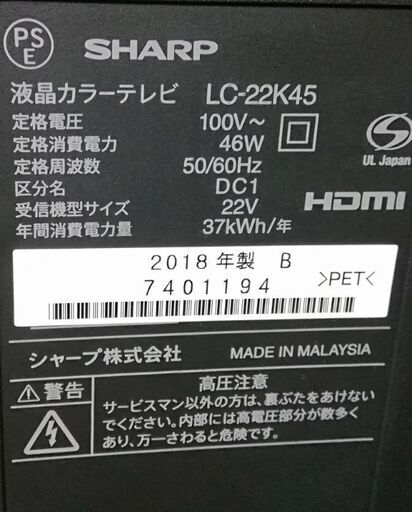 PS
E
SHARP
液晶カラーテレビ LC-22K45
定格電圧 100V～
定格消費電力 46W
定格周波数 50/60Hz
区分名 DC1
受信機型サイズ 22V
年間消費電力量 37kWh/年
UL Japan
HDMI
2018年製 B
7401194
>PET<
シャープ株式会社 MADE IN MALAYSIA
警告
高圧注意
サービスマン以外の方は、裏ぶたをあけない
でください。内部には高電圧部分が数多く
あり、万一さわると危険です。